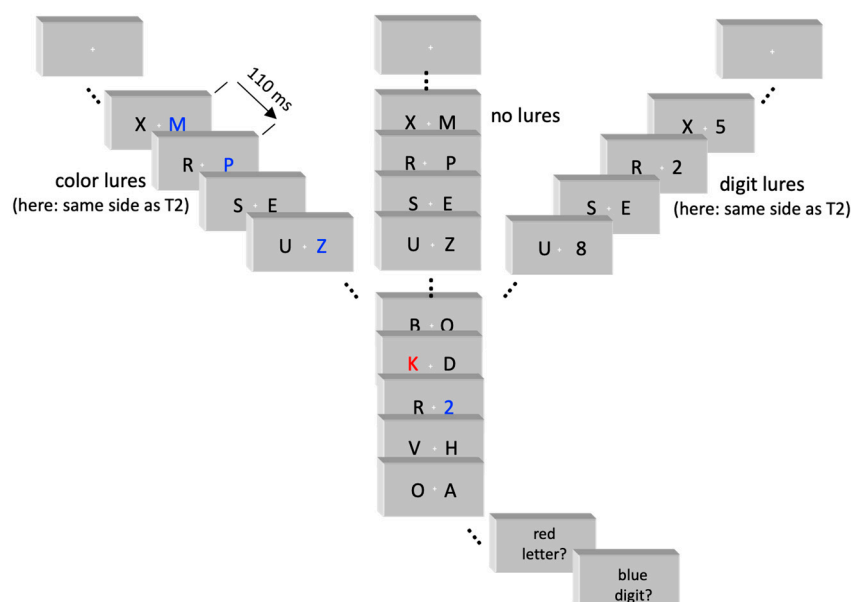 X M
R P
S E
U Z
110 ms
color lures
(here: same side as T2)
X M
R P
S E
U Z
no lures
X 5
R 2
S E
U 8
digit lures
(here: same side as T2)
B Q
K D
R 2
V H
O A
red
letter?
blue
digit?